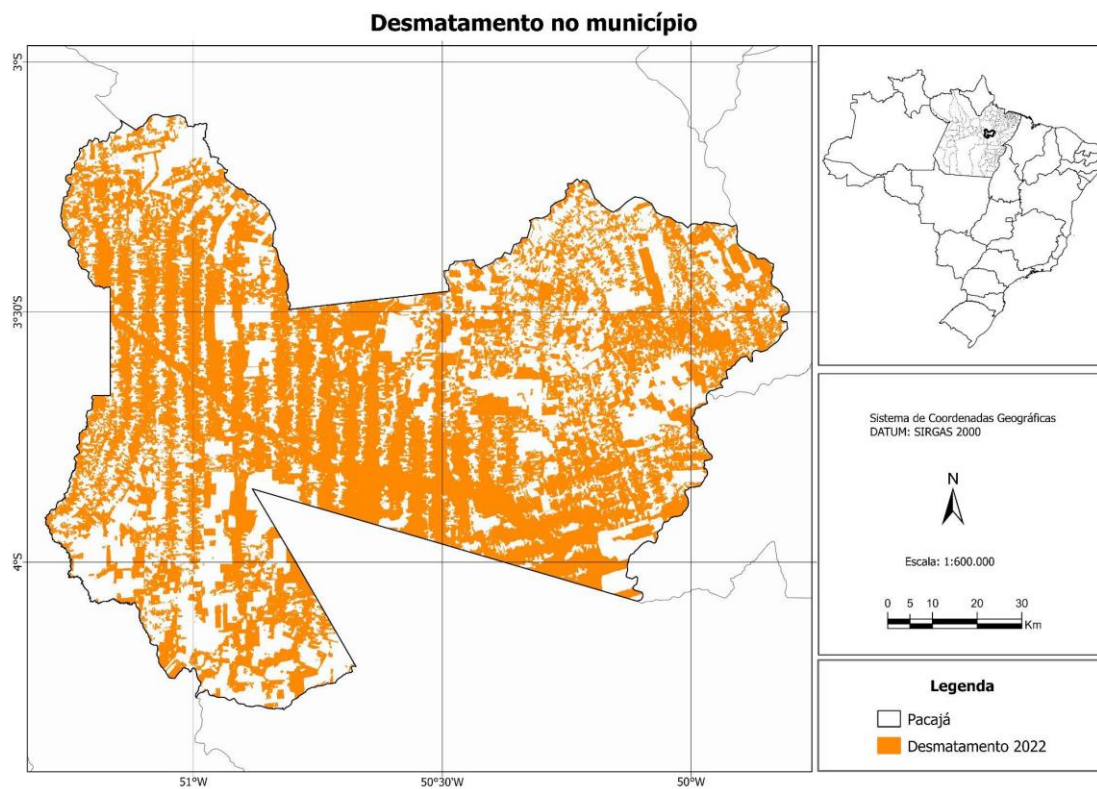 Desmatamento no município
3°S
3°30'S
4°S
51°W
50°30'W
50°W
Sistema de Coordenadas Geográficas
DATUM: SIRGAS 2000
N
Escala: 1:600.000
0 5 10 20 30
Km
Legenda
Pacajá
Desmatamento 2022